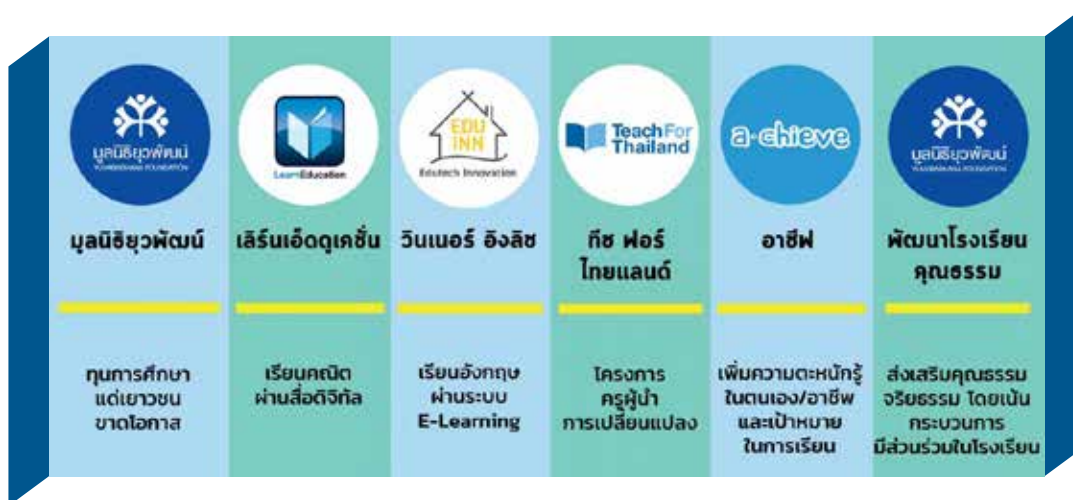 มูลนิธิยุวพัฒน์
YUVABADHANA FOUNDATION
มูลนิธิยุวพัฒน์
ทุนการศึกษา
แด่เยาวชน
ขาดโอกาส
LearnEducation
เลิร์นเอ็ดดูเคชั่น
เรียนคณิต
ผ่านสื่อดิจิทัล
EDU
INN
Edutech Innovation
วินเนอร์ อิงลิช
เรียนอังกฤษ
ผ่านระบบ
E-Learning
Teach For
Thailand
ทีช ฟอร์
ไทยแลนด์
โครงการ
ครูผู้นำ
การเปลี่ยนแปลง
a-chieve
อาชีฟ
เพิ่มความตะหนักรู้
ในตนเอง/อาชีพ
และเป้าหมาย
ในการเรียน
มูลนิธิยุวพัฒน์
YUVABADHANA FOUNDATION
พัฒนาโรงเรียน
คุณธรรม
ส่งเสริมคุณธรรม
จริยธรรม โดยเน้น
กระบวนการ
มีส่วนร่วมในโรงเรียน